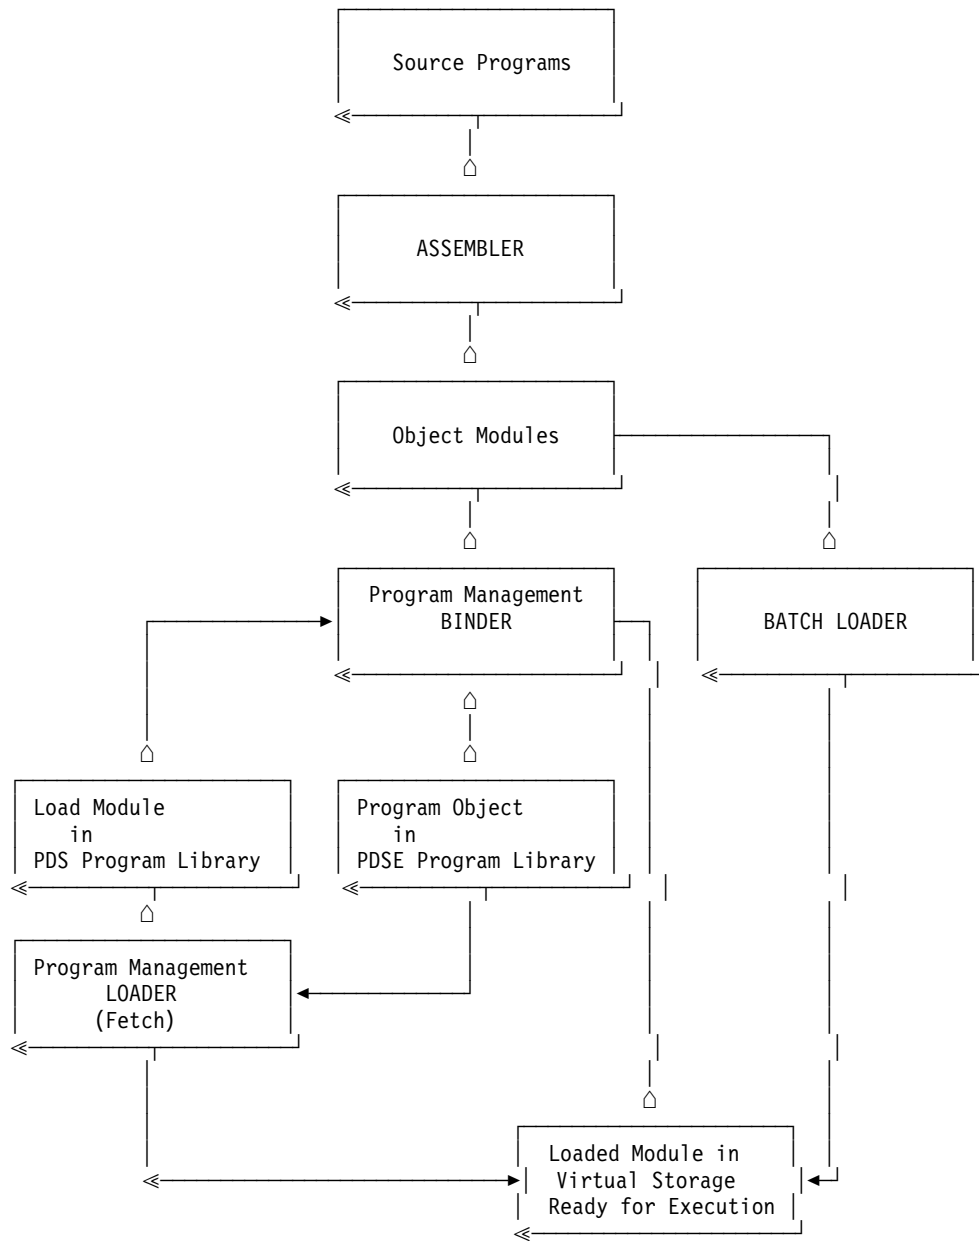 Source Programs
ASSEMBLER
Object Modules
Program Management
BINDER
BATCH LOADER
Load Module
in
PDS Program Library
Program Object
in
PDSE Program Library
Program Management
LOADER
(Fetch)
Loaded Module in
Virtual Storage
Ready for Execution